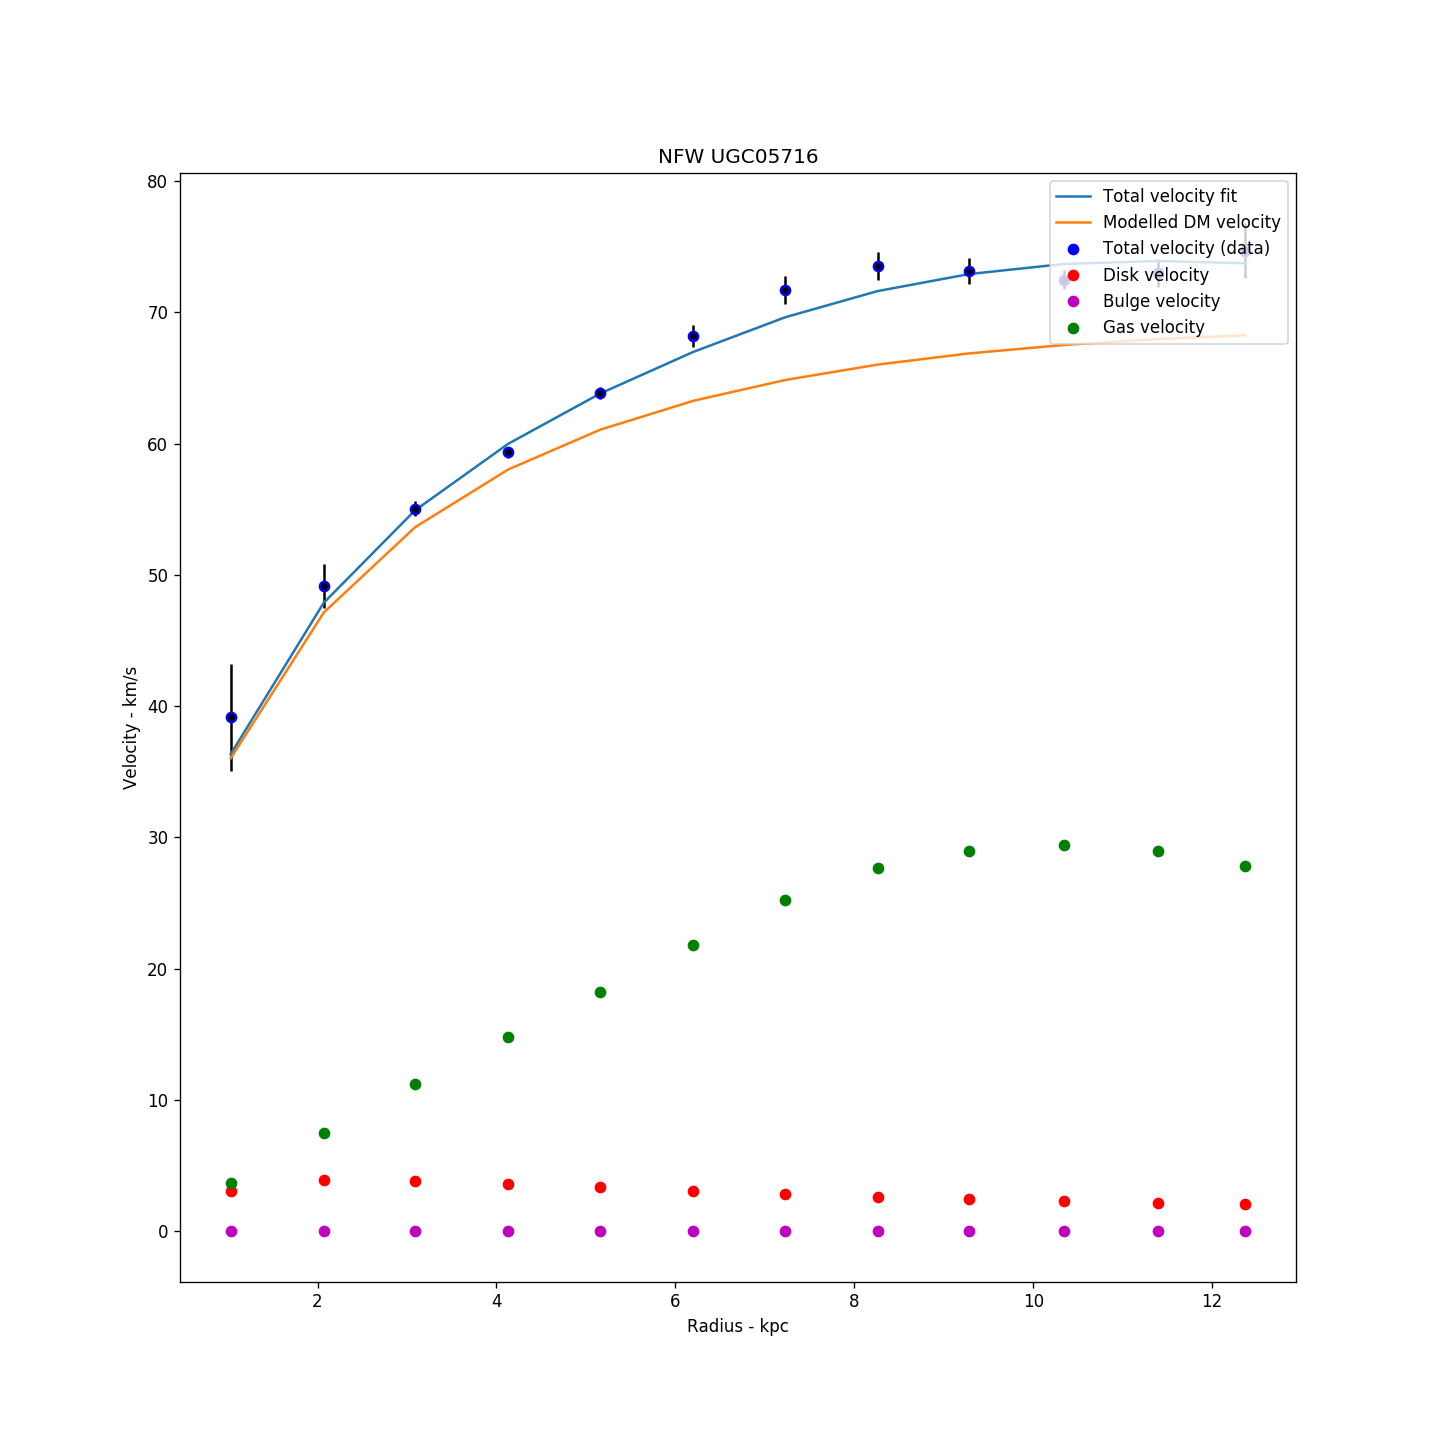 NFW UGC05716
Total velocity fit
Modelled DM velocity
Total velocity (data)
Disk velocity
Bulge velocity
Gas velocity
80
70
60
50
40
30
20
10
0
Velocity - km/s
2 4 6 8 10 12
Radius - kpc